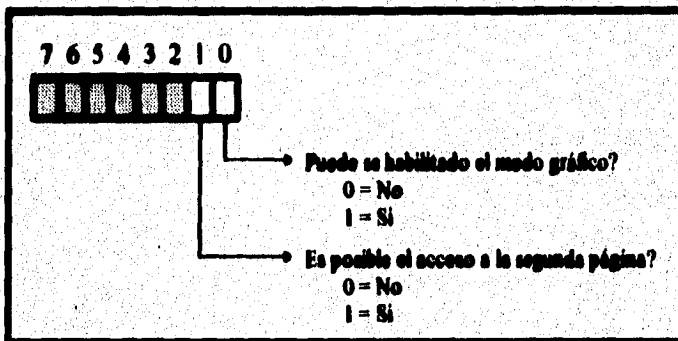 7 6 5 4 3 2 1 0
Puede se habilitado el modo gráfico?
0 = No
1 = Si
Es posible el acceso a la segunda página?
0 = No
1 = Si